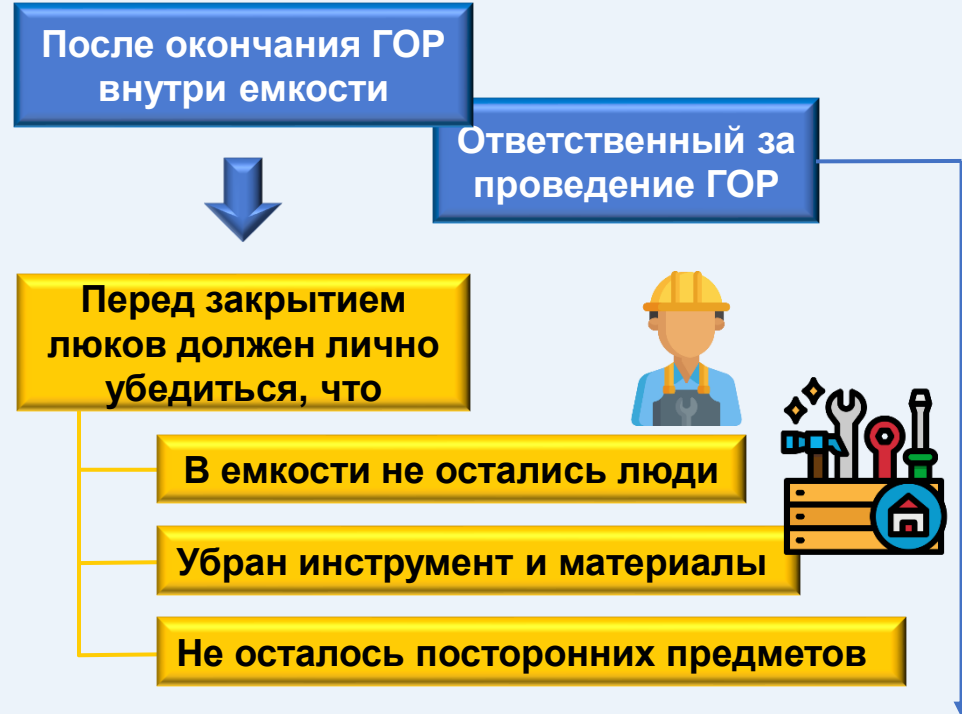 После окончания ГОР
внутри емкости
Ответственный за
проведение ГОР
Перед закрытием
люков должен лично
убедиться, что
В емкости не остались люди
Убран инструмент и материалы
Не осталось посторонних предметов